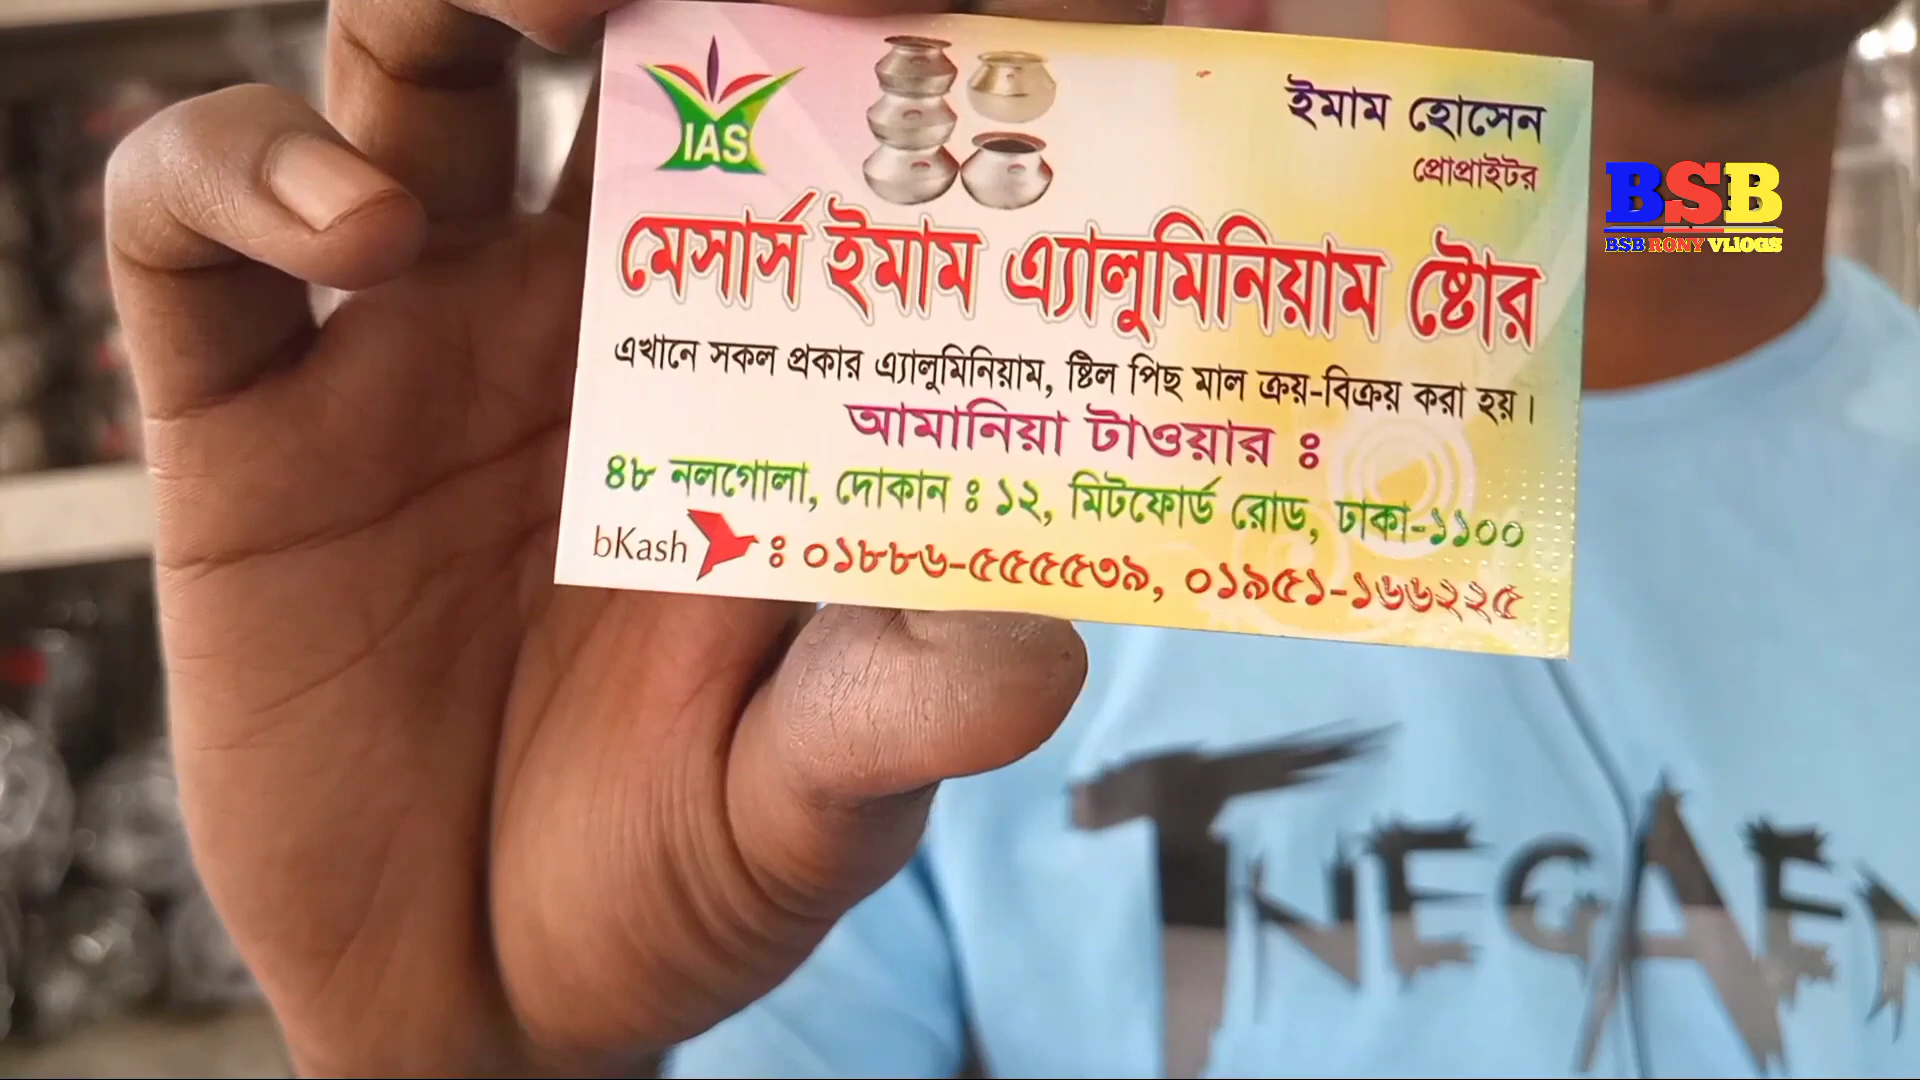 IAS
ইমাম হোসেন
প্রোপ্রাইটর
মেসার্স ইমাম এ্যালুমিনিয়াম ষ্টোর
এখানে সকল প্রকার এ্যালুমিনিয়াম, ষ্টিল পিছ মাল ক্রয়-বিক্রয় করা হয়।
আমানিয়া টাওয়ার ঃ
৪৮ নলগোলা, দোকান ঃ ১২, মিটফোর্ড রোড, ঢাকা-১১০০
bKash ঃ ০১৮৮৬-৫৫৫৫৩৯, ০১৯৫১-১৬৬২২৫
BSB
BSB RONY VLOGS